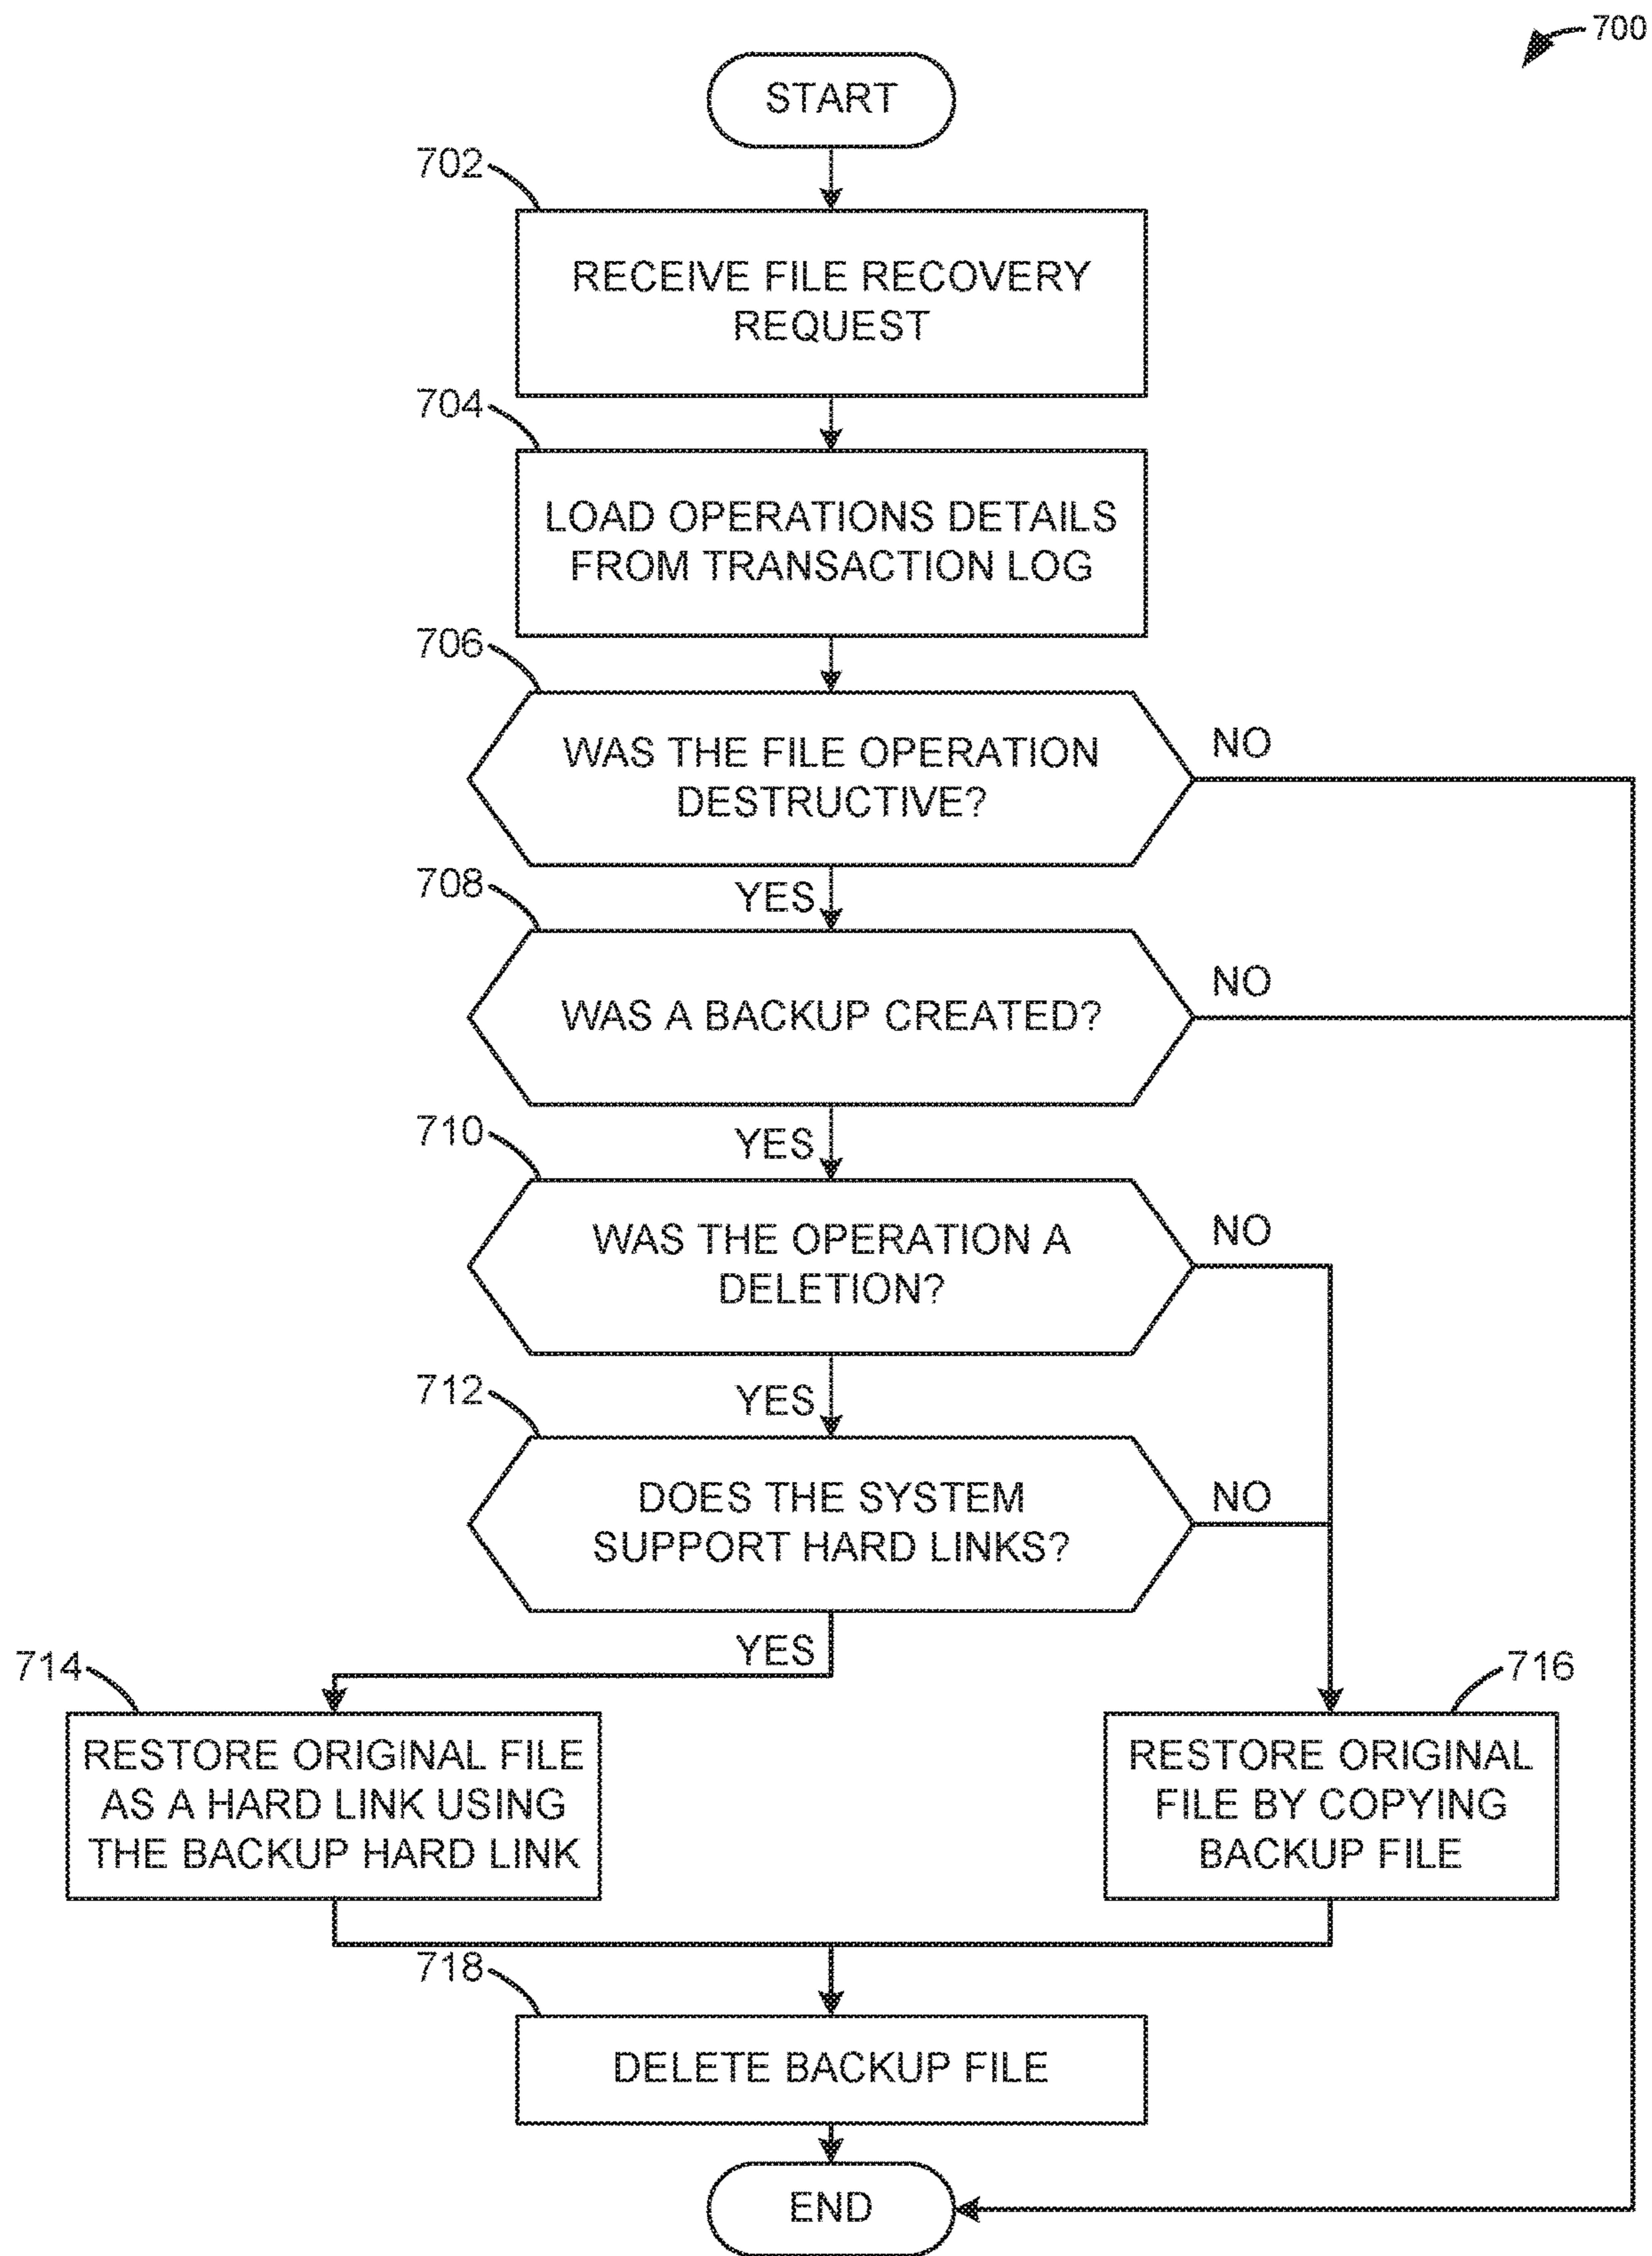 700
START
702
RECEIVE FILE RECOVERY
REQUEST
704
LOAD OPERATIONS DETAILS
FROM TRANSACTION LOG
706
WAS THE FILE OPERATION
DESTRUCTIVE?
NO
YES
708
WAS A BACKUP CREATED?
NO
YES
710
WAS THE OPERATION A
DELETION?
NO
YES
712
DOES THE SYSTEM
SUPPORT HARD LINKS?
NO
YES
714
RESTORE ORIGINAL FILE
AS A HARD LINK USING
THE BACKUP HARD LINK
716
RESTORE ORIGINAL
FILE BY COPYING
BACKUP FILE
718
DELETE BACKUP FILE
END